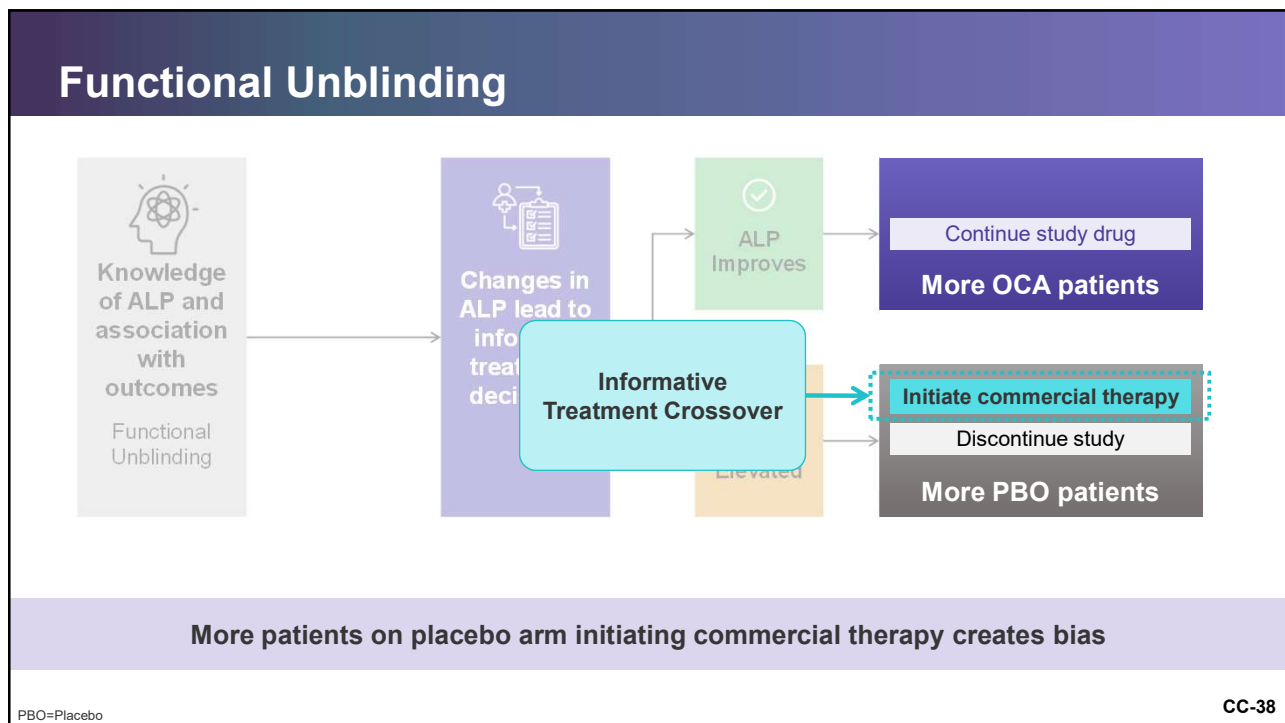 Functional Unblinding
Knowledge
of ALP and
association
with
outcomes
Functional
Unblinding
Changes in
ALP lead to
ALP
Improves
Continue study drug
More OCA patients
Informative
Treatment Crossover
Elevated
Initiate commercial therapy
Discontinue study
More PBO patients
More patients on placebo arm initiating commercial therapy creates bias
PBO=Placebo
CC-38